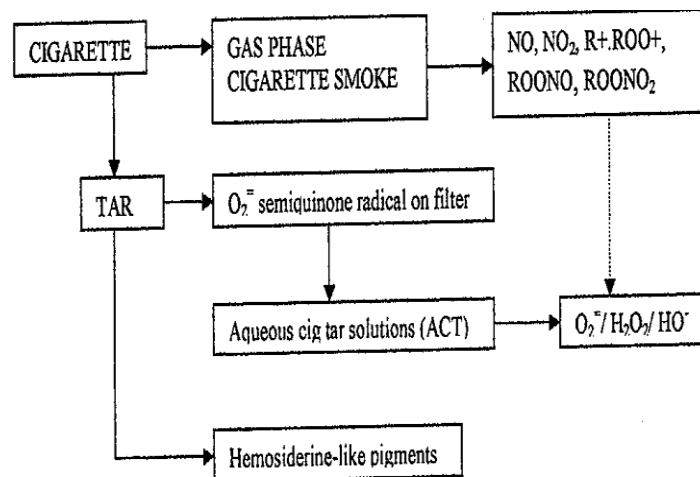 CIGARETTE
GAS PHASE
CIGARETTE SMOKE
NO, NO₂, R+.ROO+,
ROONO, ROONO₂
TAR
O₂⁼ semiquinone radical on filter
Aqueous cig tar solutions (ACT)
O₂⁼/ H₂O₂/ HO⁻
Hemosiderine-like pigments